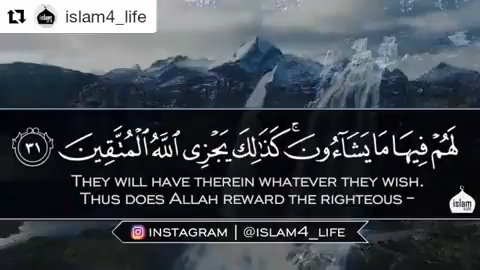 islam4_life
لَهُمْ فِيهَا مَا يَشَآءُونَ ۚ كَذَٰلِكَ يَجْزِى ٱللَّهُ ٱلْمُتَّقِينَ ٣١
THEY WILL HAVE THEREIN WHATEVER THEY WISH.
THUS DOES ALLAH REWARD THE RIGHTEOUS –
islam
INSTAGRAM | @ISLAM4_LIFE